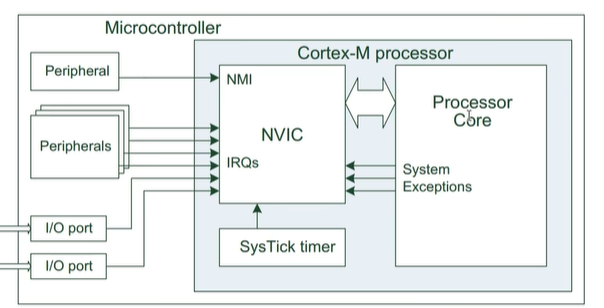 Microcontroller
Cortex-M processor
Peripheral
NMI
Processor
Core
NVIC
Peripherals
IRQs
System
Exceptions
I/O port
SysTick timer
I/O port